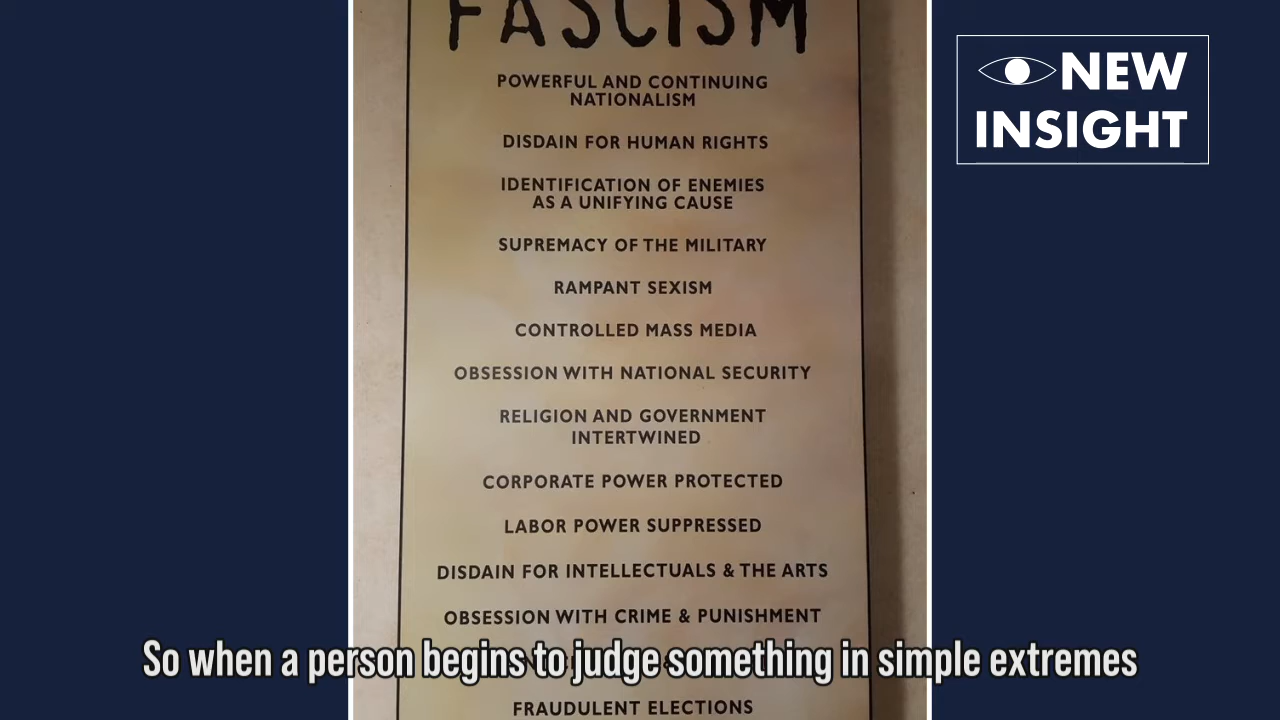 FASCISM
POWERFUL AND CONTINUING
NATIONALISM
DISDAIN FOR HUMAN RIGHTS
IDENTIFICATION OF ENEMIES
AS A UNIFYING CAUSE
SUPREMACY OF THE MILITARY
RAMPANT SEXISM
CONTROLLED MASS MEDIA
OBSESSION WITH NATIONAL SECURITY
RELIGION AND GOVERNMENT
INTERTWINED
CORPORATE POWER PROTECTED
LABOR POWER SUPPRESSED
DISDAIN FOR INTELLECTUALS & THE ARTS
OBSESSION WITH CRIME & PUNISHMENT
So when a person begins to judge something in simple extremes
FRAUDULENT ELECTIONS
NEW
INSIGHT